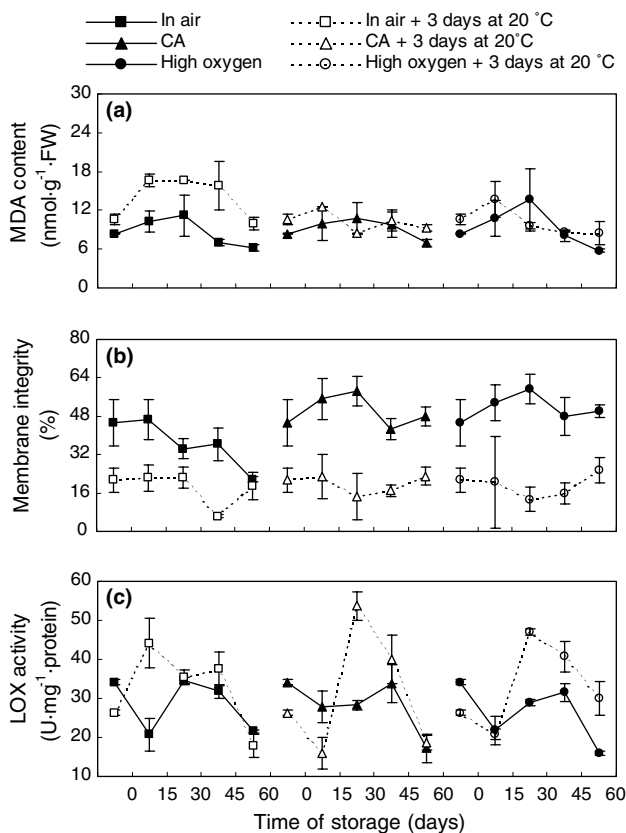 In air
In air + 3 days at 20 ˚C
CA
CA + 3 days at 20˚C
High oxygen
High oxygen + 3 days at 20 ˚C
(a)
MDA content
(nmol·g⁻¹·FW)
30
24
18
12
6
0
(b)
Membrane integrity
(%)
80
64
48
32
16
0
(c)
LOX activity
(U·mg⁻¹·protein)
60
50
40
30
20
10
0 15 30 45 60 0 15 30 45 60 0 15 30 45 60
Time of storage (days)